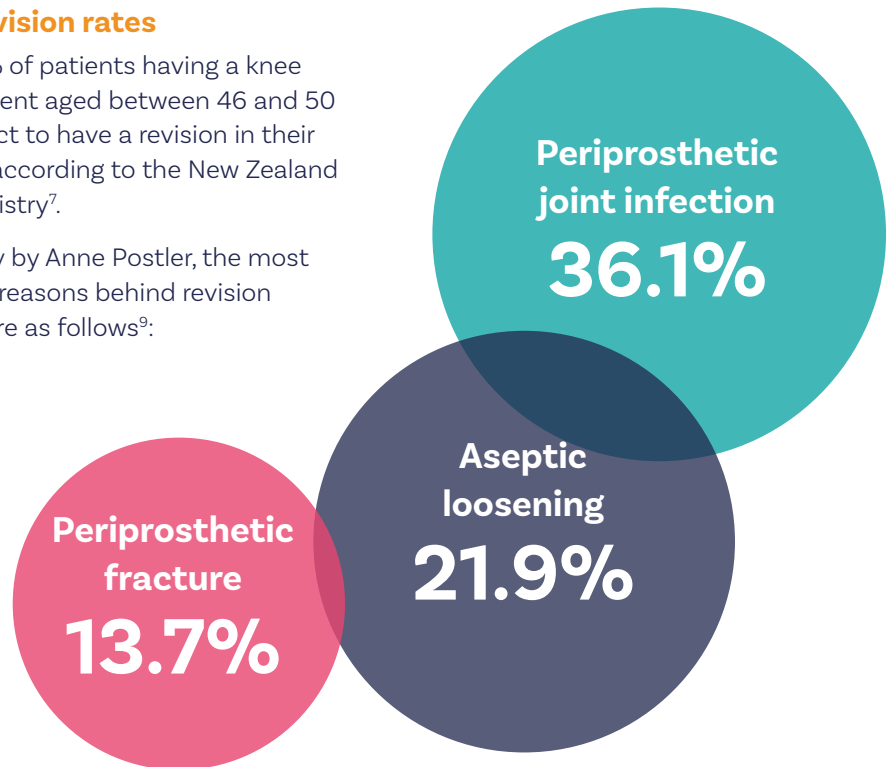 vision rates
% of patients having a knee
ent aged between 46 and 50
ct to have a revision in their
according to the New Zealand
istry⁷.
y by Anne Postler, the most
reasons behind revision
re as follows⁹:
Periprosthetic
joint infection
36.1%
Aseptic
loosening
21.9%
Periprosthetic
fracture
13.7%